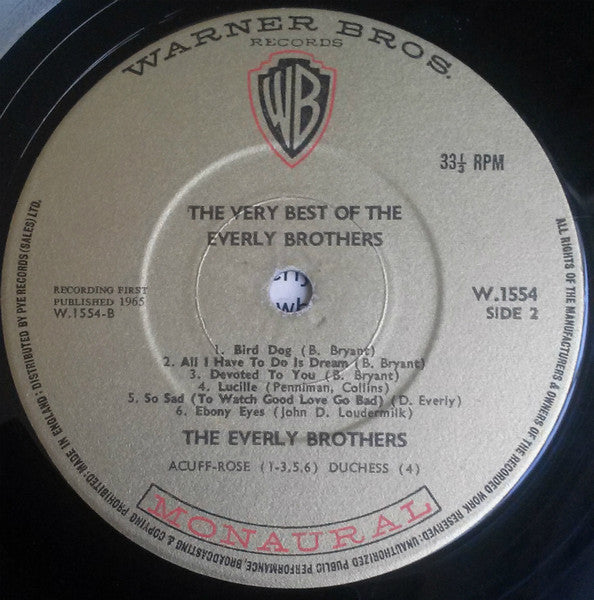 WARNER BROS.
RECORDS
WB
33⅓ RPM
THE VERY BEST OF THE
EVERLY BROTHERS
RECORDING FIRST
PUBLISHED 1965
W.1554-B
W.1554
SIDE 2
1. Bird Dog (B. Bryant)
2. All I Have To Do Is Dream (B. Bryant)
3. Devoted To You (B. Bryant)
4. Lucille (Penniman, Collins)
5. So Sad (To Watch Good Love Go Bad) (D. Everly)
6. Ebony Eyes (John D. Loudermilk)
THE EVERLY BROTHERS
ACUFF-ROSE (1-3,5,6) DUCHESS (4)
MONAURAL
ALL RIGHTS OF THE MANUFACTURERS & OWNERS OF THE RECORDED WORK RESERVED: UNAUTHORIZED PUBLIC PERFORMANCE, BROADCASTING & COPYING PROHIBITED: MADE IN ENGLAND: DISTRIBUTED BY PYE RECORDS (SALES) LTD.